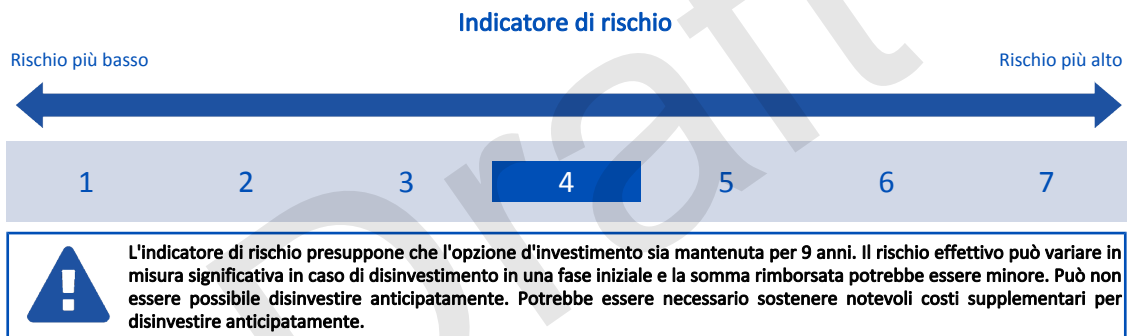 Indicatore di rischio
Rischio più basso
Rischio più alto
1 2 3 4 5 6 7
L'indicatore di rischio presuppone che l'opzione d'investimento sia mantenuta per 9 anni. Il rischio effettivo può variare in
misura significativa in caso di disinvestimento in una fase iniziale e la somma rimborsata potrebbe essere minore. Può non
essere possibile disinvestire anticipatamente. Potrebbe essere necessario sostenere notevoli costi supplementari per
disinvestire anticipatamente.
Draft